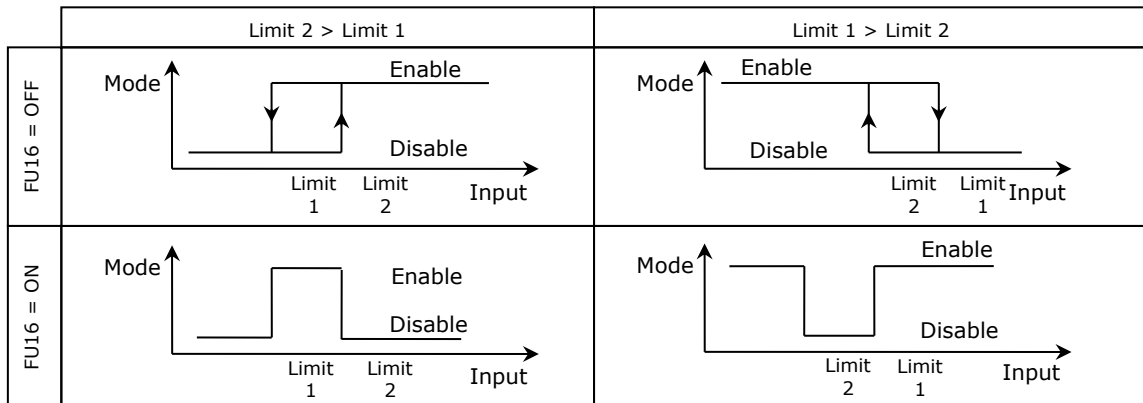 Limit 2 > Limit 1
Limit 1 > Limit 2
FU16 = OFF
Mode
Enable
Disable
Limit
1
Limit
2
Input
Enable
Mode
Disable
Limit
2
Limit
1
Input
FU16 = ON
Mode
Enable
Disable
Limit
1
Limit
2
Input
Mode
Enable
Disable
Limit
2
Limit
1
Input